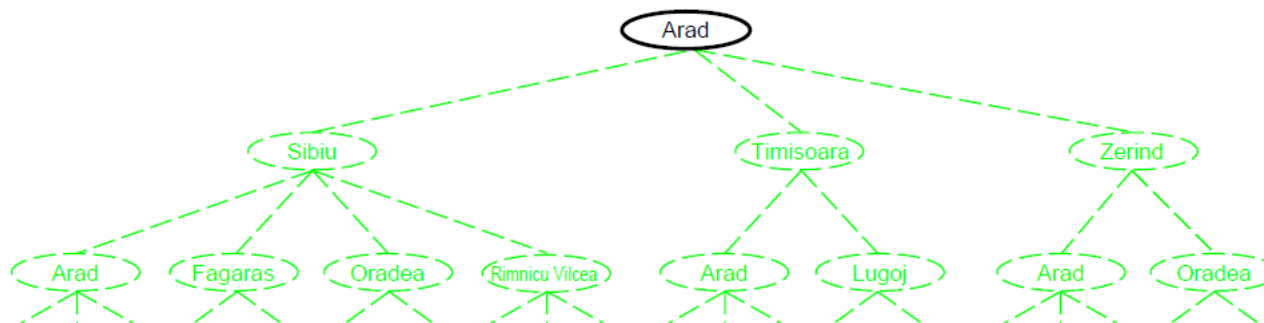 Arad
Sibiu Timisoara Zerind
Arad Fagaras Oradea Rimnicu Vilcea Arad Lugoj Arad Oradea